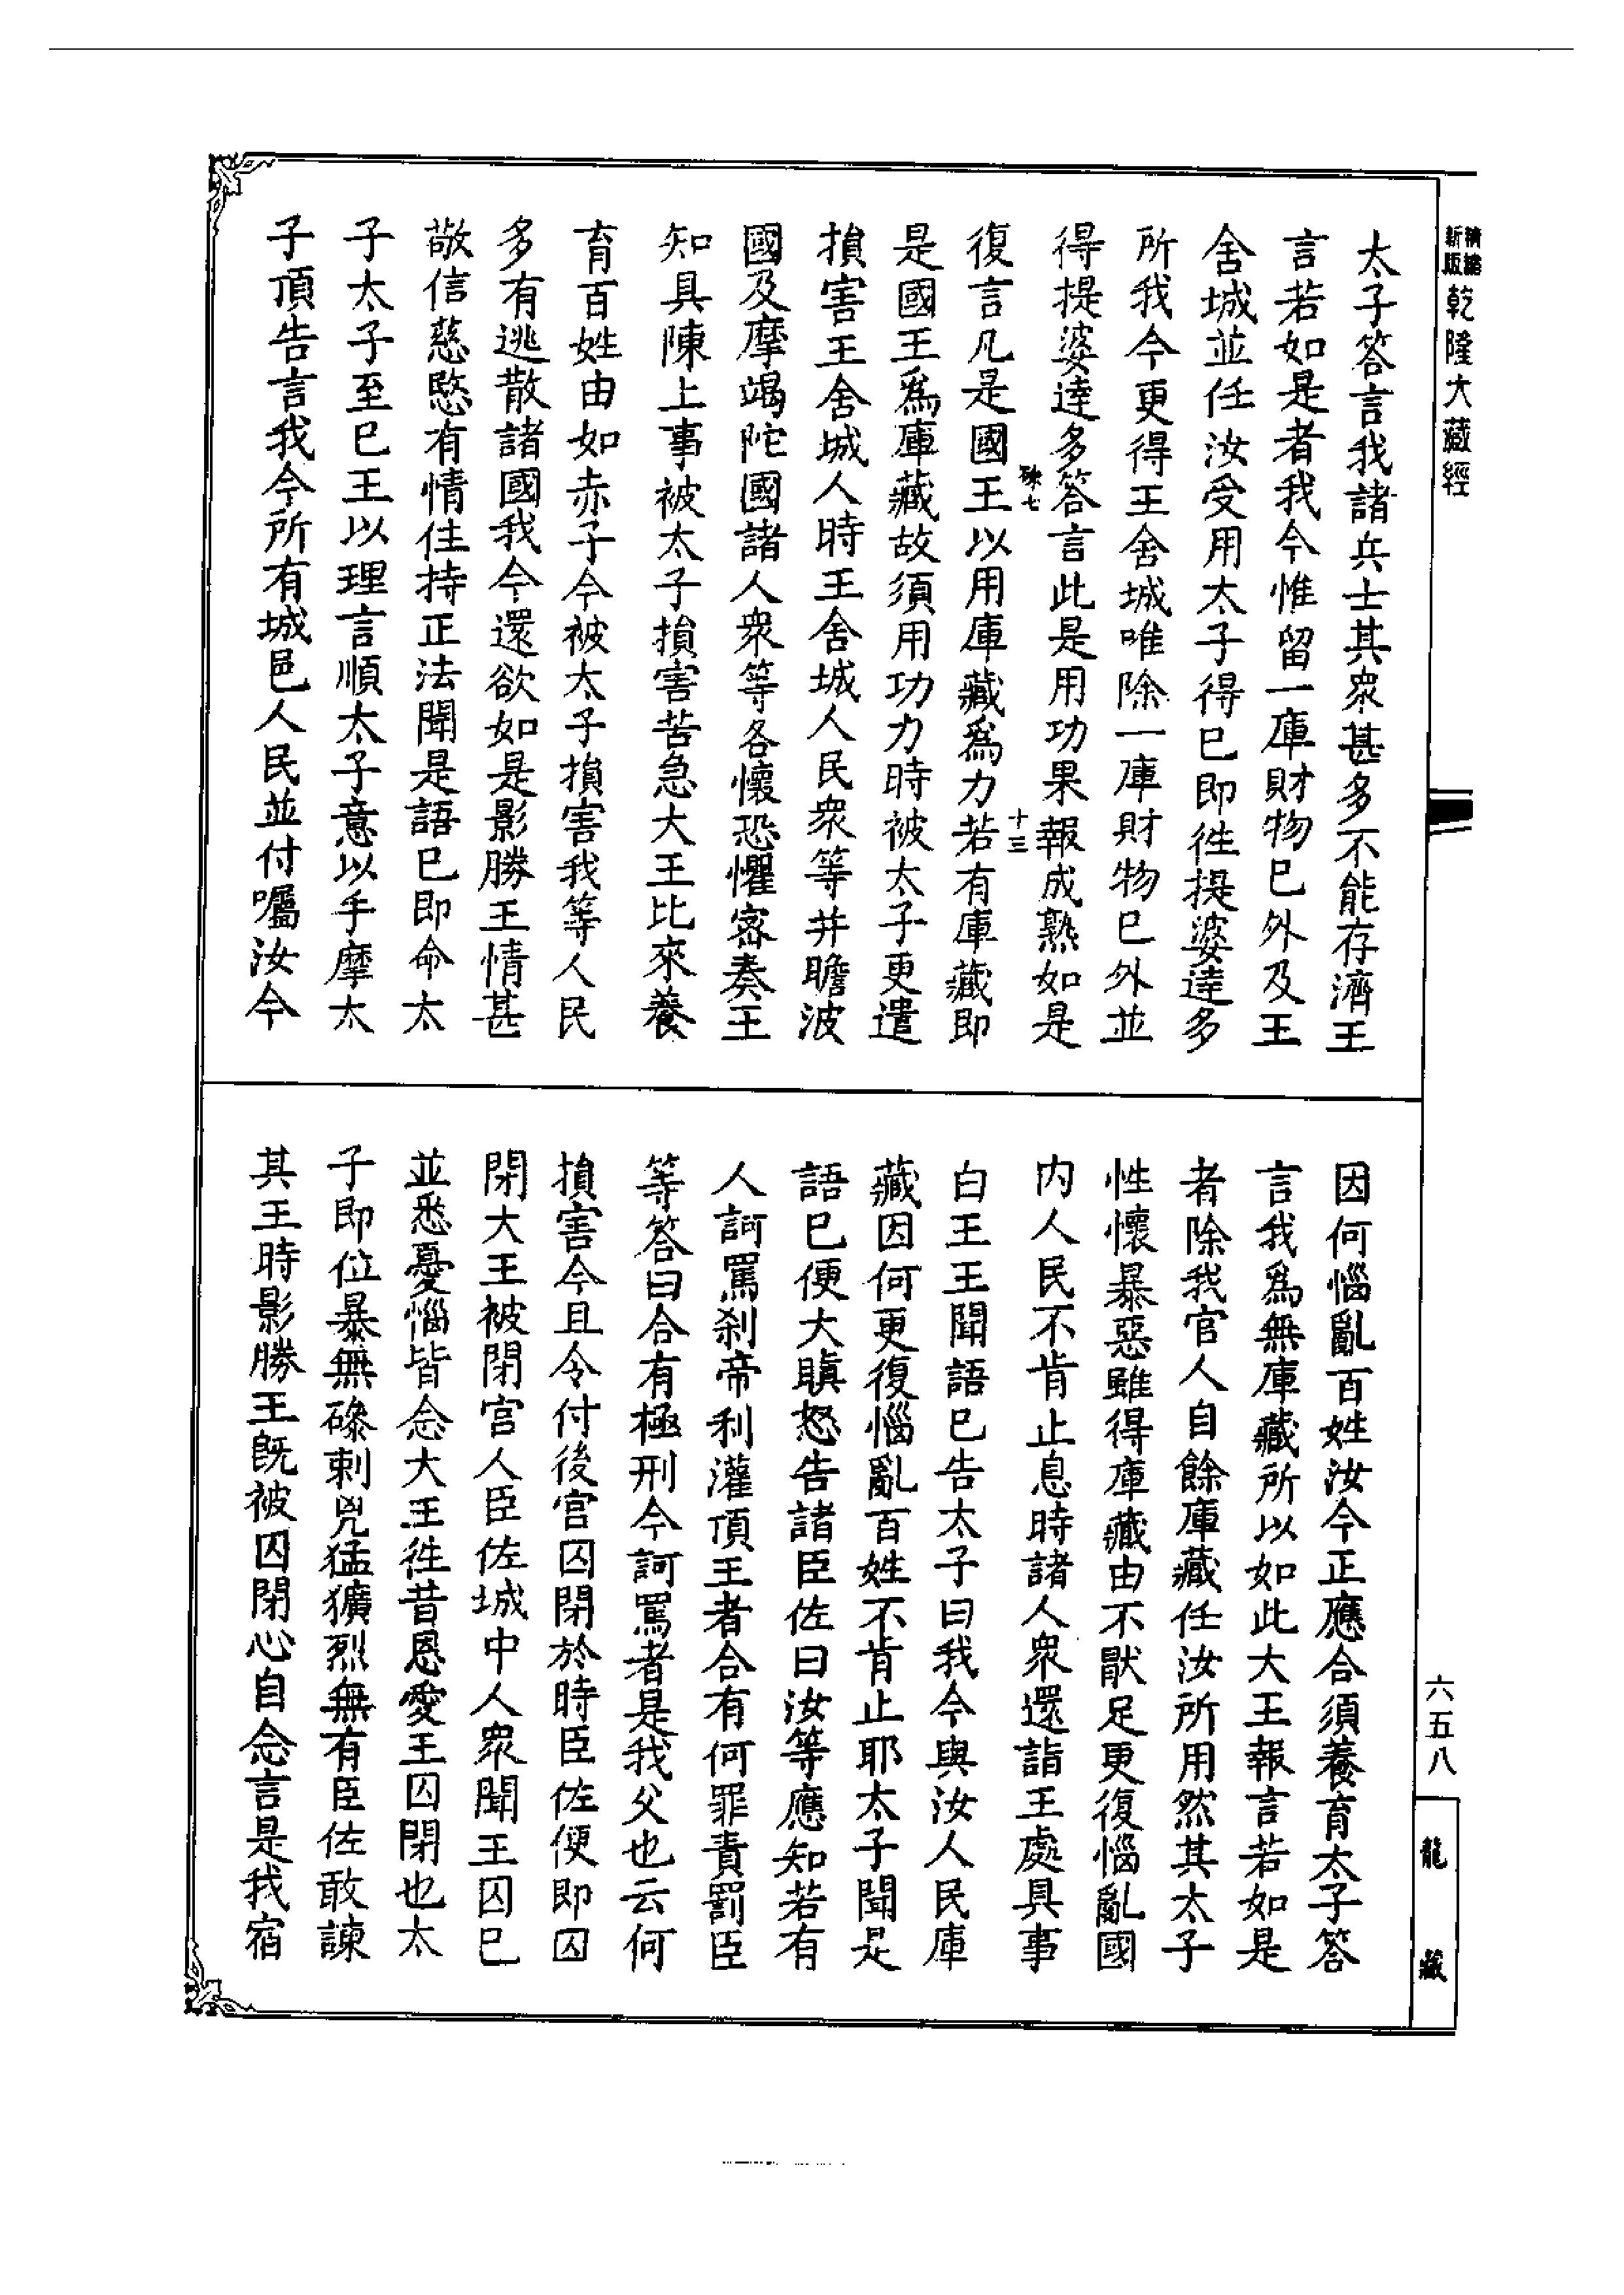 新版精縮乾隆大藏經
太子答言我諸兵士其衆甚多不能存濟王
言若如是者我今惟留一庫財物已外及王
舍城並任汝受用太子得已即徃提婆達多
所我今更得王舍城唯除一庫財物已外並
得提婆達多答言此是用功果報成熟如是
十三
復言凡是國王以用庫藏爲力若有庫藏即
是國王爲庫藏故須用功力時被太子更遣
損害王舍城人時王舍城人民衆等并瞻波
國及摩竭陀國諸人衆等各懷恐懼密奏王
知具陳上事被太子損害苦急大王比來養
育百姓由如赤子今被太子損害我等人民
多有逃散諸國我今還欲如是影勝王情甚
敬信慈愍有情住持正法聞是語已即命太
子太子至已王以理言順太子意以手摩太
子頂告言我今所有城邑人民並付囑汝今
因何惱亂百姓汝今正應合須養育太子答
言我爲無庫藏所以如此大王報言若如是
者除我官人自餘庫藏任汝所用然其太子
性懷暴惡雖得庫藏由不猒足更復惱亂國
内人民不肯止息時諸人衆還詣王處具事
白王王聞語已告太子曰我今與汝人民庫
藏因何更復惱亂百姓不肯止耶太子聞是
語已便大瞋怒告諸臣佐曰汝等應知若有
人訶罵刹帝利灌頂王者合有何罪責罰臣
等答曰合有極刑今訶罵者是我父也云何
損害今且令付後宫囚閉於時臣佐便即囚
閉大王被閉宫人臣佐城中人衆聞王囚已
並悉憂惱皆念大王徃昔恩愛王囚閉也太
子即位暴無磣剌兇猛獷烈無有臣佐敢諫
其王時影勝王既被囚閉心自念言是我宿
六五八
龍藏